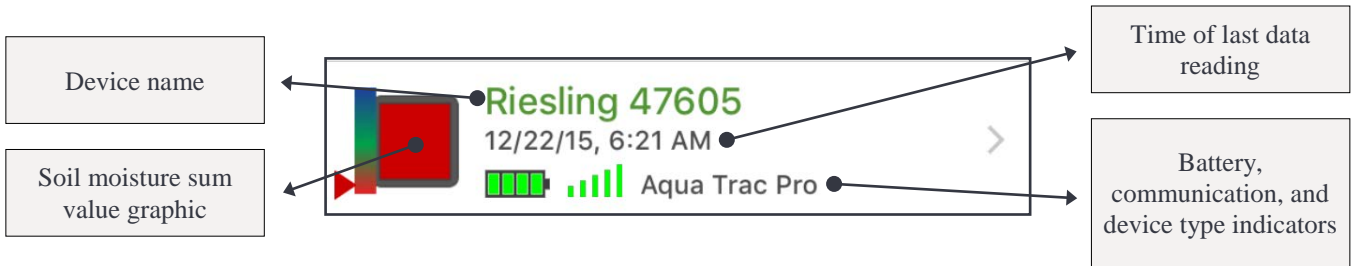 Device name
Soil moisture sum
value graphic
Riesling 47605
12/22/15, 6:21 AM
Aqua Trac Pro
Time of last data
reading
Battery,
communication, and
device type indicators